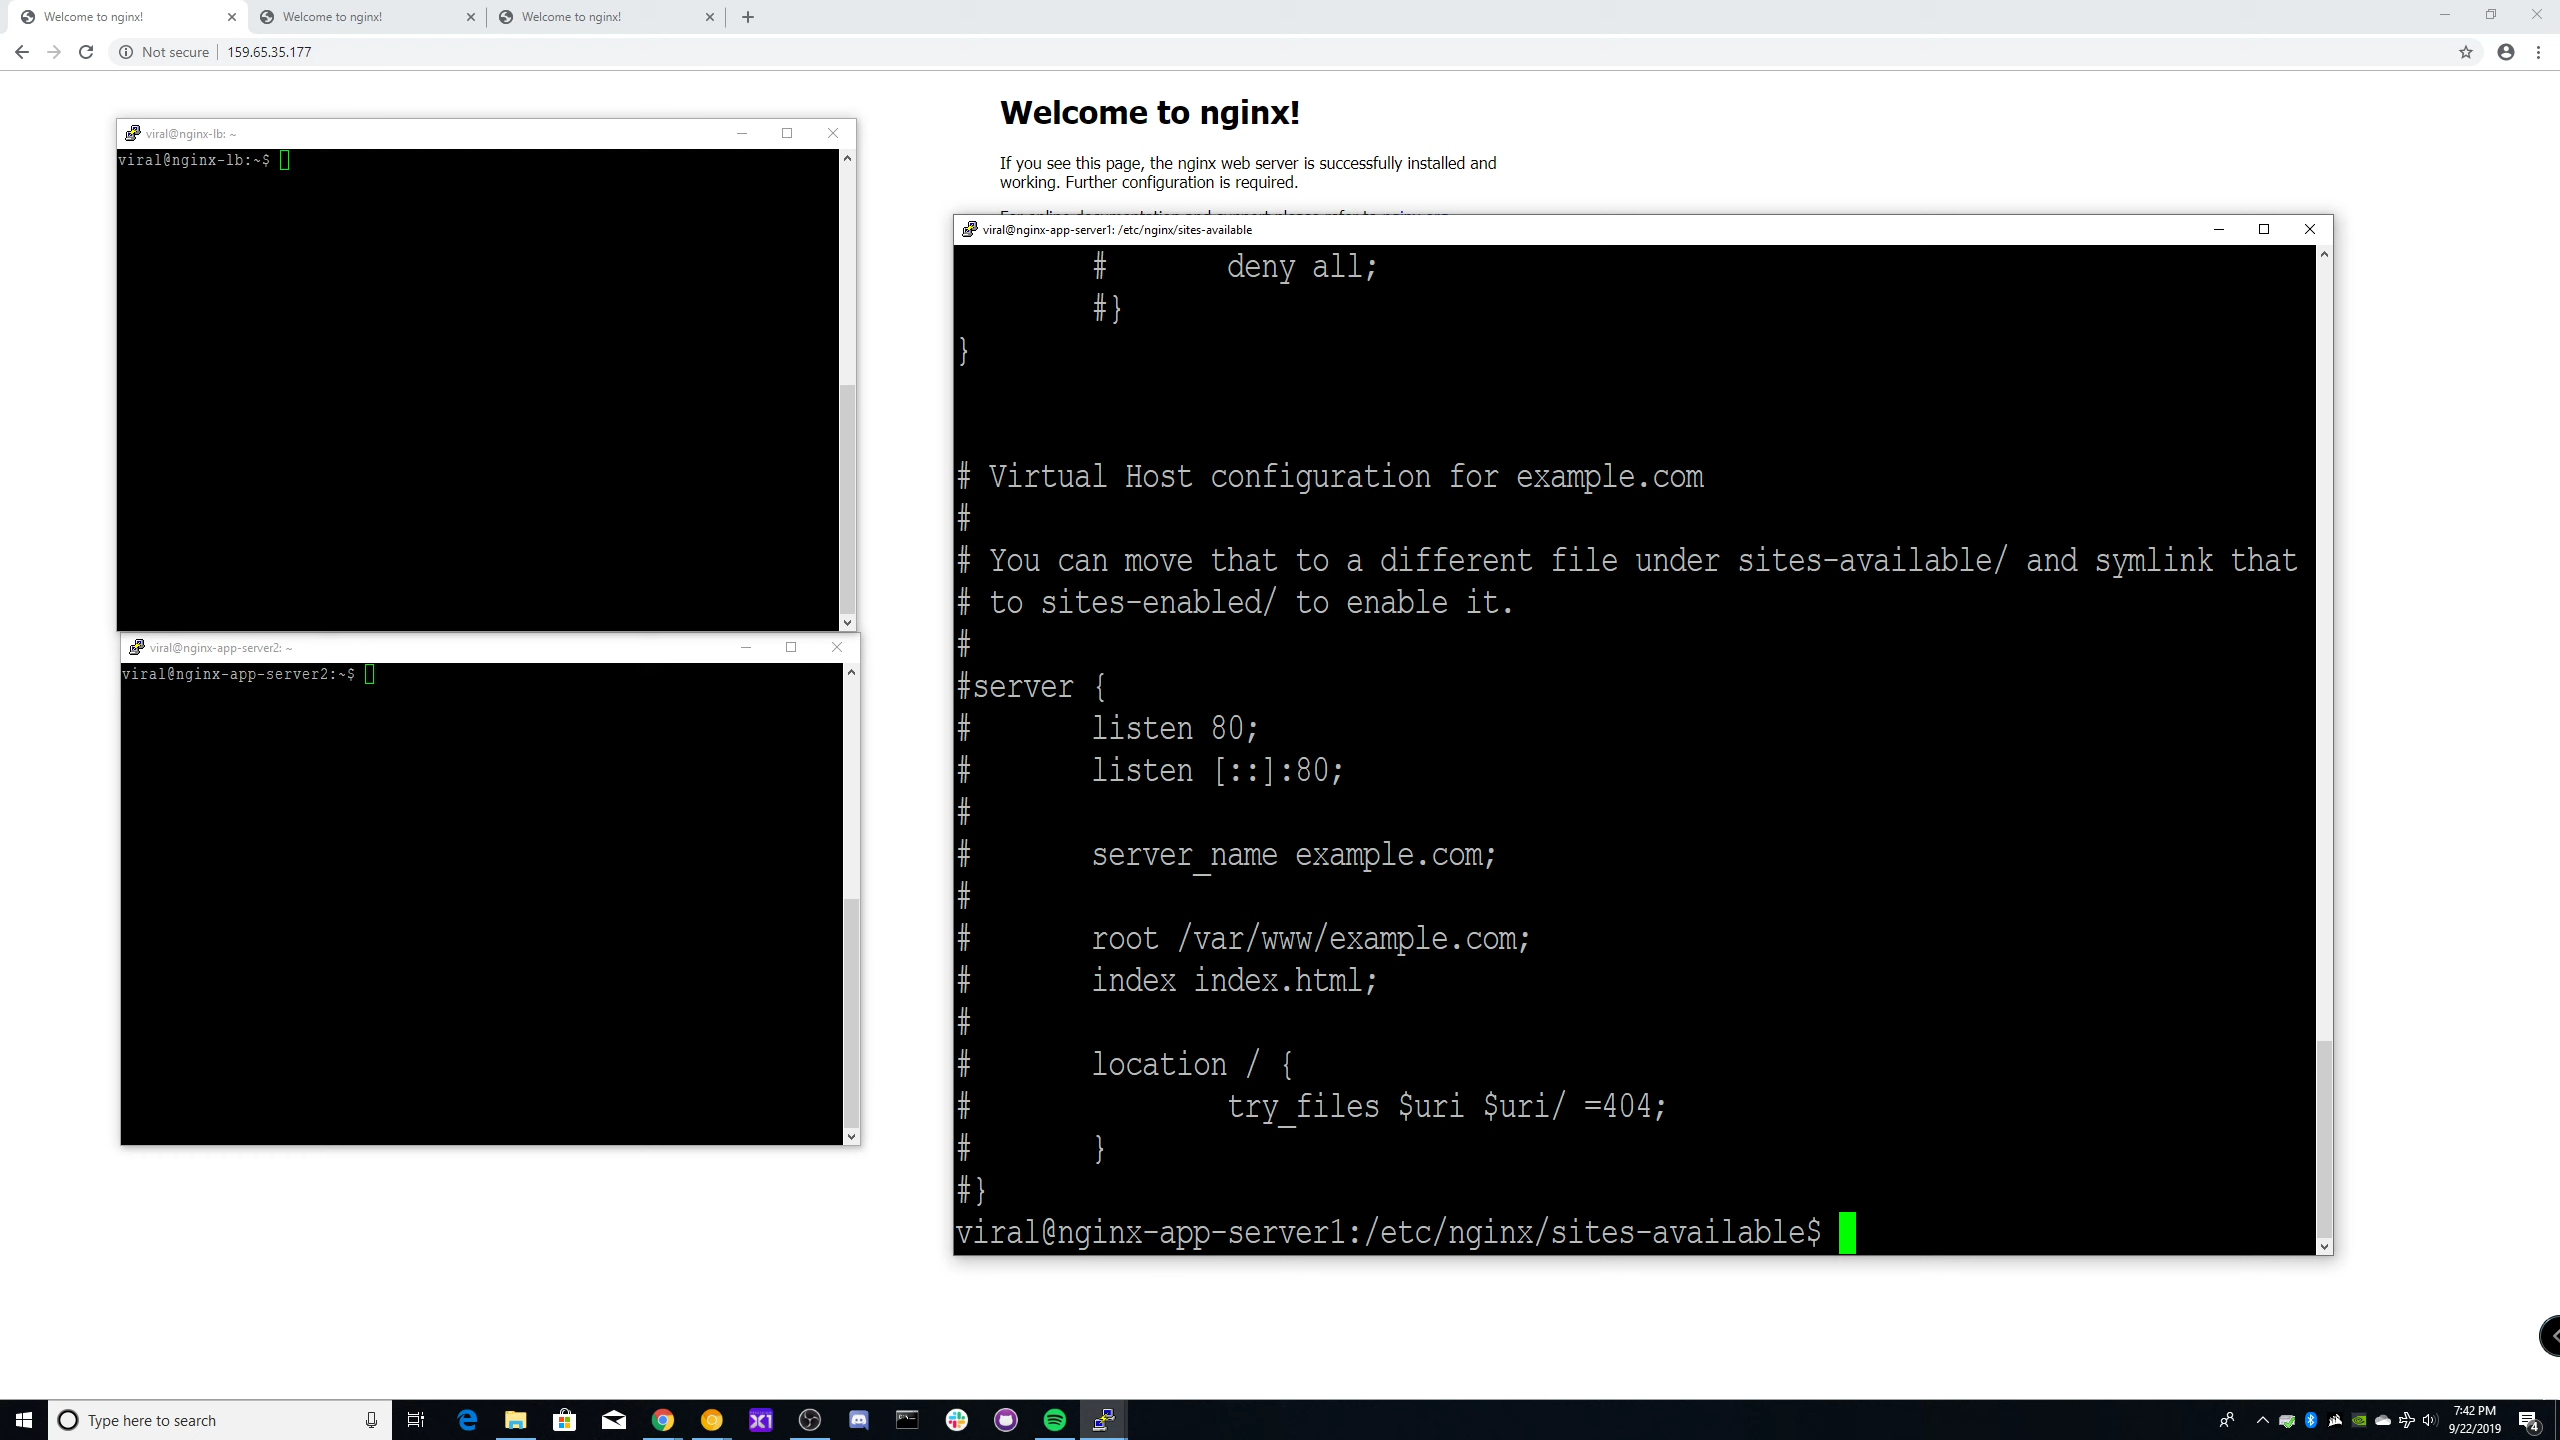 Welcome to nginx!
Welcome to nginx!
Welcome to nginx!
Not secure
159.65.35.177
Welcome to nginx!
If you see this page, the nginx web server is successfully installed and
working. Further configuration is required.
viral@nginx-lb: ~
viral@nginx-lb:~$
viral@nginx-app-server2: ~
viral@nginx-app-server2:~$
viral@nginx-app-server1: /etc/nginx/sites-available
# deny all;
#}
}
# Virtual Host configuration for example.com
#
# You can move that to a different file under sites-available/ and symlink that
# to sites-enabled/ to enable it.
#
#server {
# listen 80;
# listen [::]:80;
#
# server_name example.com;
#
# root /var/www/example.com;
# index index.html;
#
# location / {
# try_files $uri $uri/ =404;
# }
#}
viral@nginx-app-server1:/etc/nginx/sites-available$
Type here to search
7:42 PM
9/22/2019
4